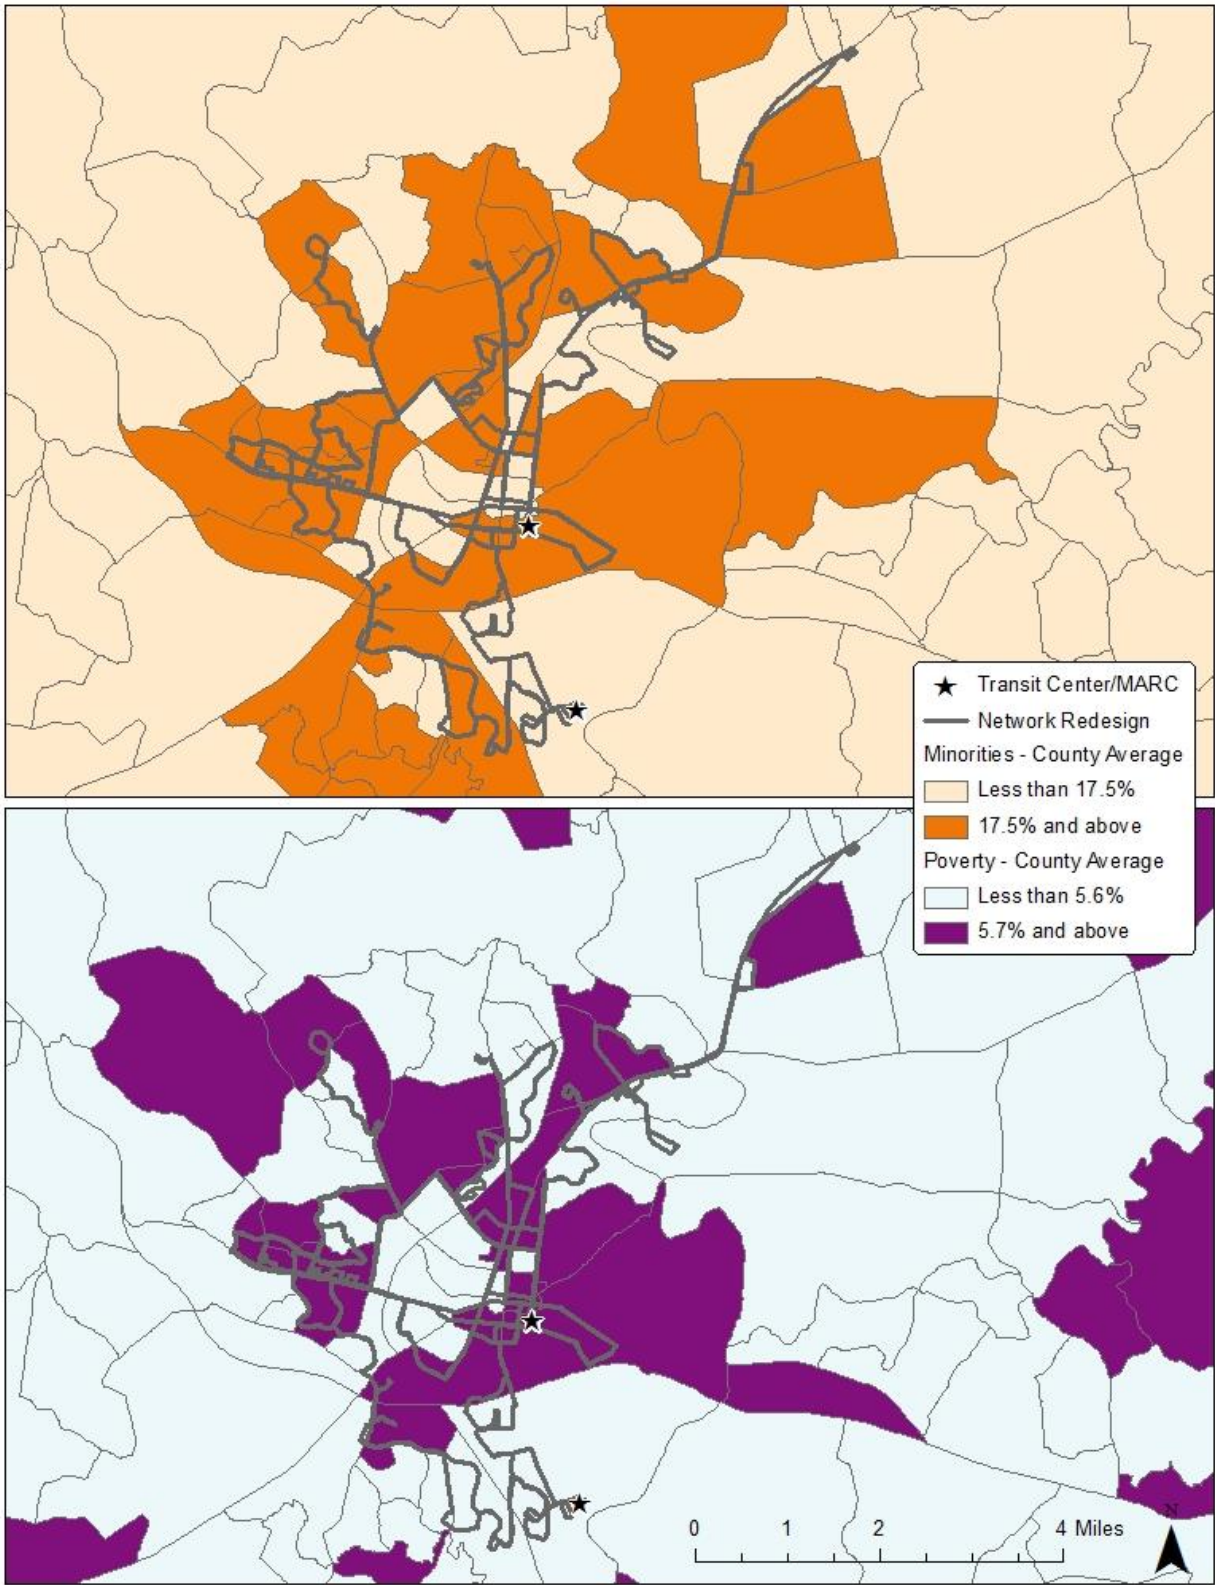 Transit Center/MARC
Network Redesign
Minorities - County Average
Less than 17.5%
17.5% and above
Poverty - County Average
Less than 5.6%
5.7% and above
N
0 1 2 4 Miles